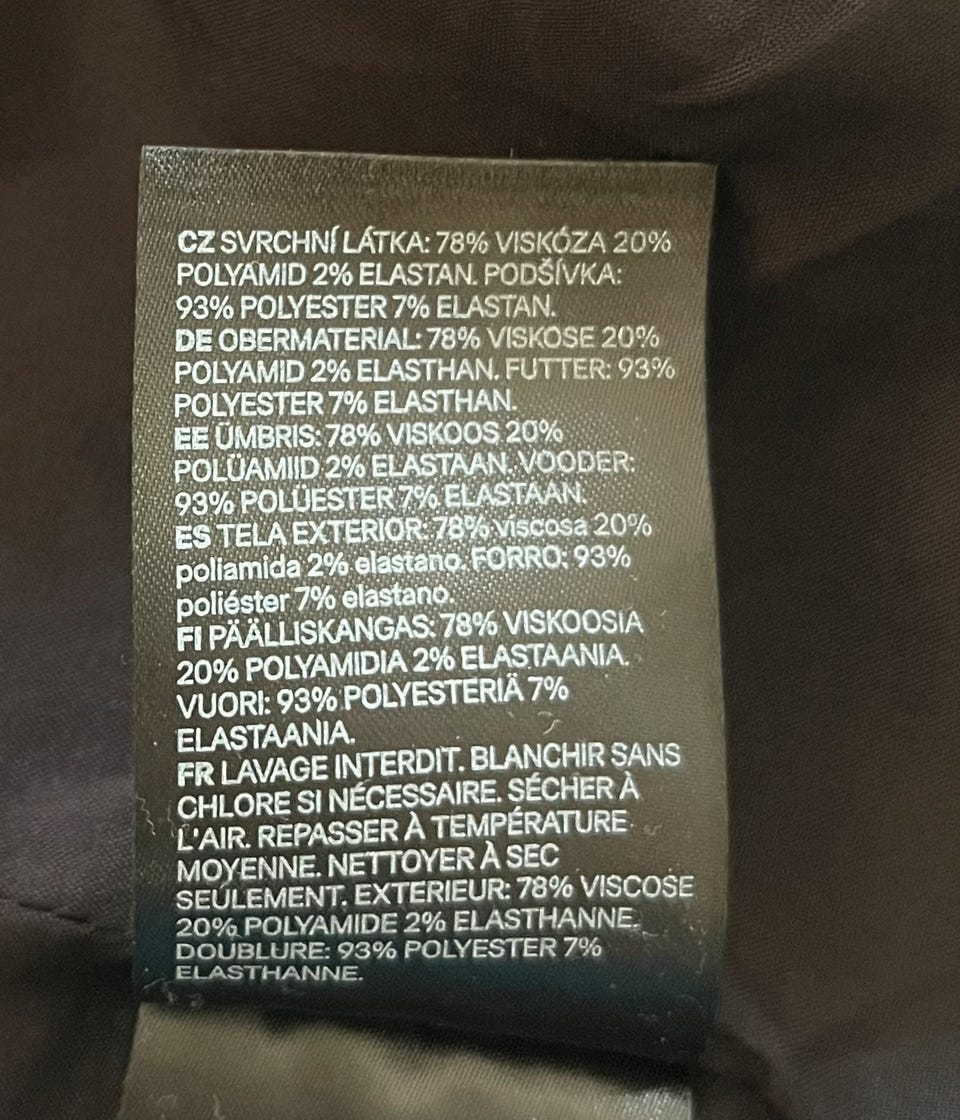 CZ SVRCHNÍ LÁTKA: 78% VISKÓZA 20%
POLYAMID 2% ELASTAN. PODŠÍVKA:
93% POLYESTER 7% ELASTAN.
DE OBERMATERIAL: 78% VISKOSE 20%
POLYAMID 2% ELASTHAN. FUTTER: 93%
POLYESTER 7% ELASTHAN.
EE ÜMBRIS: 78% VISKOOS 20%
POLÜAMIID 2% ELASTAAN. VOODER:
93% POLÜESTER 7% ELASTAAN.
ES TELA EXTERIOR: 78% viscosa 20%
poliamida 2% elastano. FORRO: 93%
poliéster 7% elastano.
FI PÄÄLLISKANGAS: 78% VISKOOSIA
20% POLYAMIDIA 2% ELASTAANIA.
VUORI: 93% POLYESTERIÄ 7%
ELASTAANIA.
FR LAVAGE INTERDIT. BLANCHIR SANS
CHLORE SI NÉCESSAIRE. SÉCHER À
L'AIR. REPASSER À TEMPÉRATURE
MOYENNE. NETTOYER À SEC
SEULEMENT. EXTERIEUR: 78% VISCOSE
20% POLYAMIDE 2% ELASTHANNE.
DOUBLURE: 93% POLYESTER 7%
ELASTHANNE.